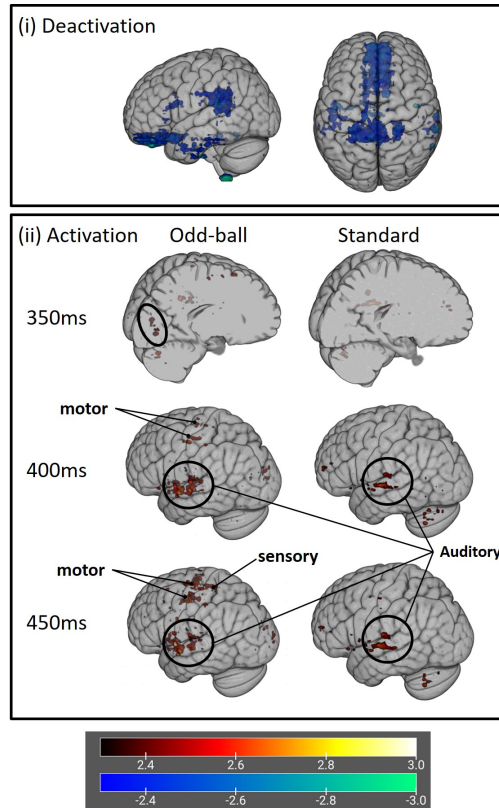 (i) Deactivation
(ii) Activation Odd-ball Standard
350ms
motor
400ms
sensory
Auditory
motor
450ms
2.4 2.6 2.8 3.0
-2.4 -2.6 -2.8 -3.0